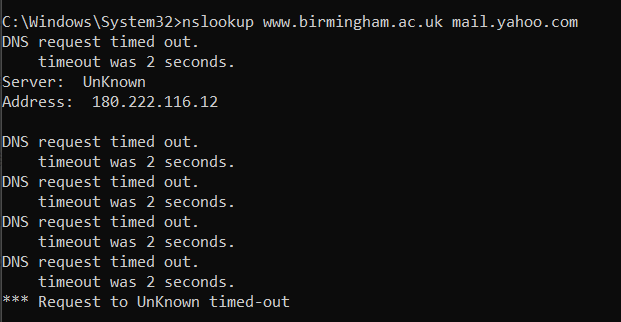 C:\Windows\System32>nslookup www.birmingham.ac.uk mail.yahoo.com
DNS request timed out.
    timeout was 2 seconds.
Server:  UnKnown
Address:  180.222.116.12

DNS request timed out.
    timeout was 2 seconds.
DNS request timed out.
    timeout was 2 seconds.
DNS request timed out.
    timeout was 2 seconds.
DNS request timed out.
    timeout was 2 seconds.
*** Request to UnKnown timed-out